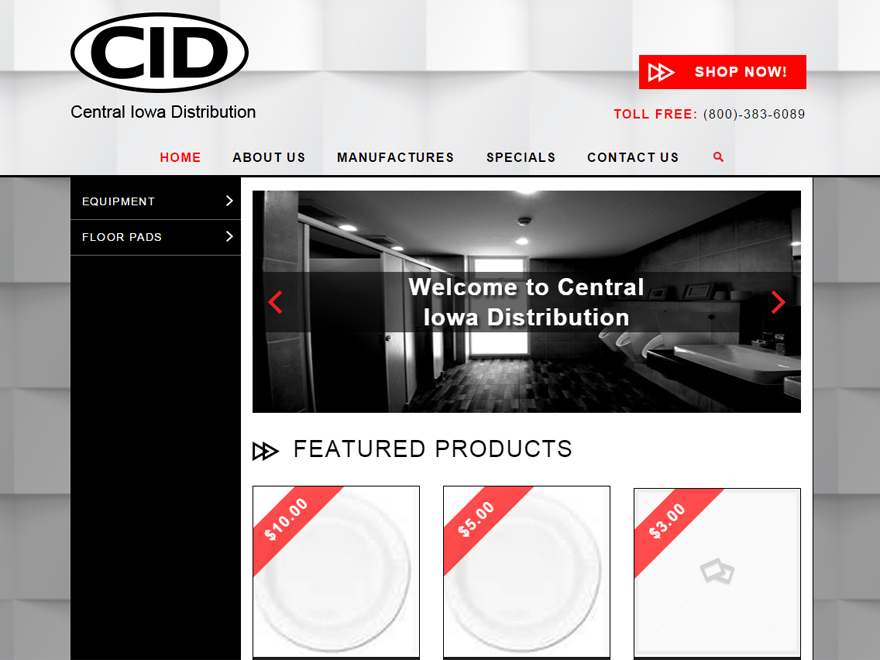 CID
Central Iowa Distribution
SHOP NOW!
TOLL FREE: (800)-383-6089
HOME ABOUT US MANUFACTURES SPECIALS CONTACT US
EQUIPMENT
FLOOR PADS
Welcome to Central
Iowa Distribution
FEATURED PRODUCTS
$10.00
$5.00
$3.00